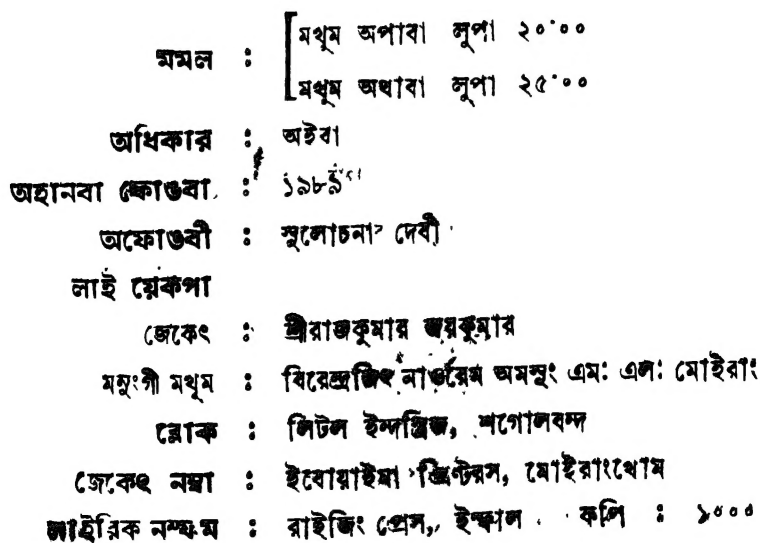 মমল : [মথুম অপাবা লুপা ২০.০০
মথুম অথাবা লুপা ২৫.০০
অধিকার : অইবা
অহানবা ফোঙবা : ১৯৮৯
অফোঙবী : সুলোচনা দেবী
লাই য়েকপা
জেকেৎ : শ্রীরাজকুমার জয়কুমার
মনুংগী মথুম : বিরেন্দ্রজিৎ নাওরেম অমসুং এম: এল: মোইরাং
ব্লোক : লিটল ইন্দস্ত্রিজ, শগোলবন্দ
জেকেৎ নম্বা : ইবোয়াইমা প্রিণ্টরস, মোইরাংথোম
লাইরিক নম্ফম : রাইজিং প্রেস, ইম্ফাল . কপি : ১০০০